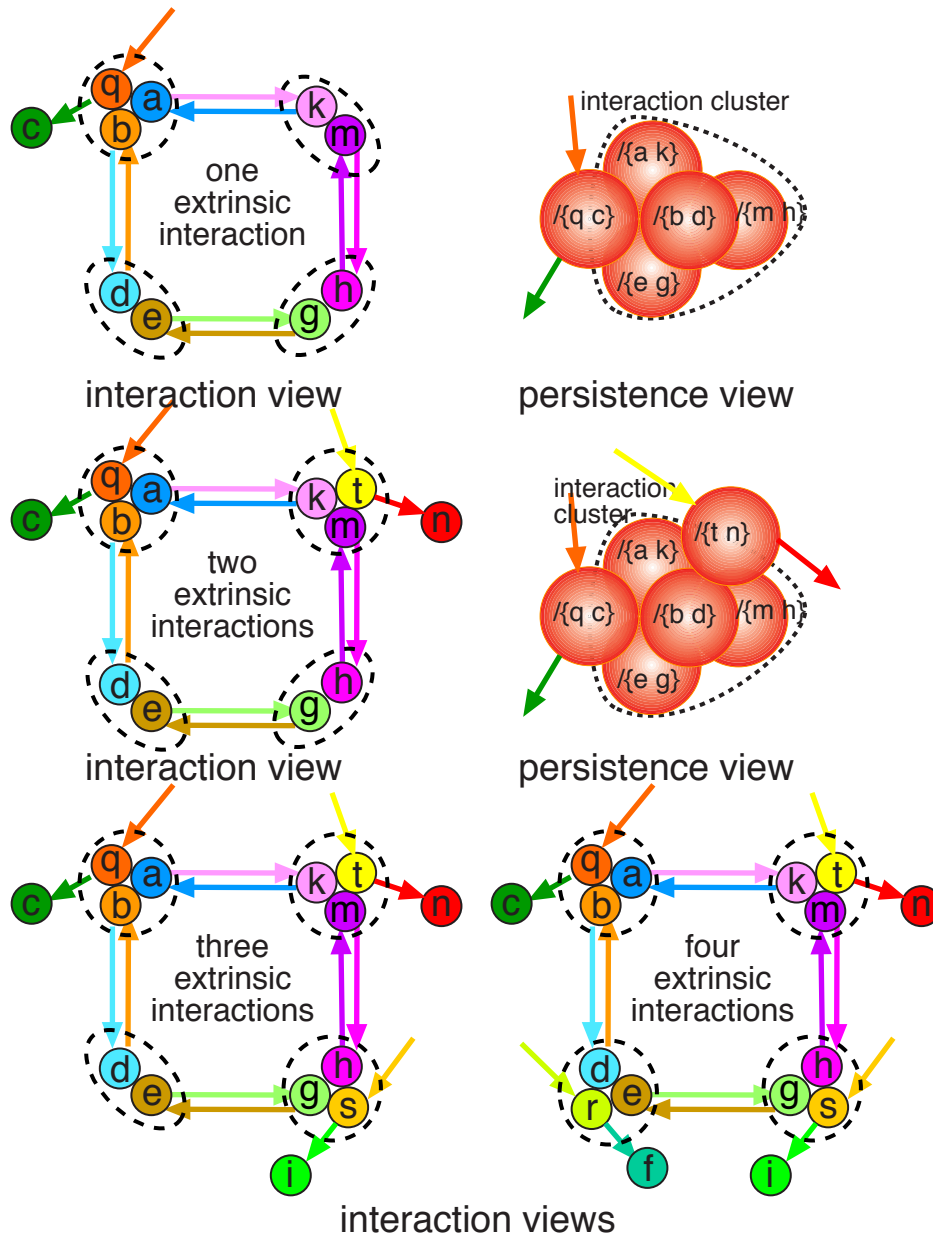 q
a
k
c
b
m
one
extrinsic
interaction
d
h
e
g
interaction view
interaction cluster
/{a k}
/{q c}
/{b d}
/{m h}
/{e g}
persistence view
q
a
k
t
c
b
m
n
two
extrinsic
interactions
d
h
e
g
interaction view
interaction
cluster
/{t n}
/{a k}
/{q c}
/{b d}
/{m h}
/{e g}
persistence view
q
a
k
t
c
b
m
n
three
extrinsic
interactions
d
h
e
g
s
i
q
a
k
t
c
b
m
n
four
extrinsic
interactions
d
h
e
g
r
s
f
i
interaction views